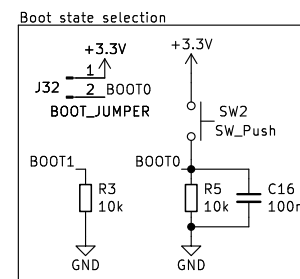 Boot state selection
+3.3V
+3.3V
1
J32
2 BOOT0
BOOT_JUMPER
SW2
SW_Push
BOOT1
BOOT0
R3
10k
R5
10k
C16
100n
GND
GND